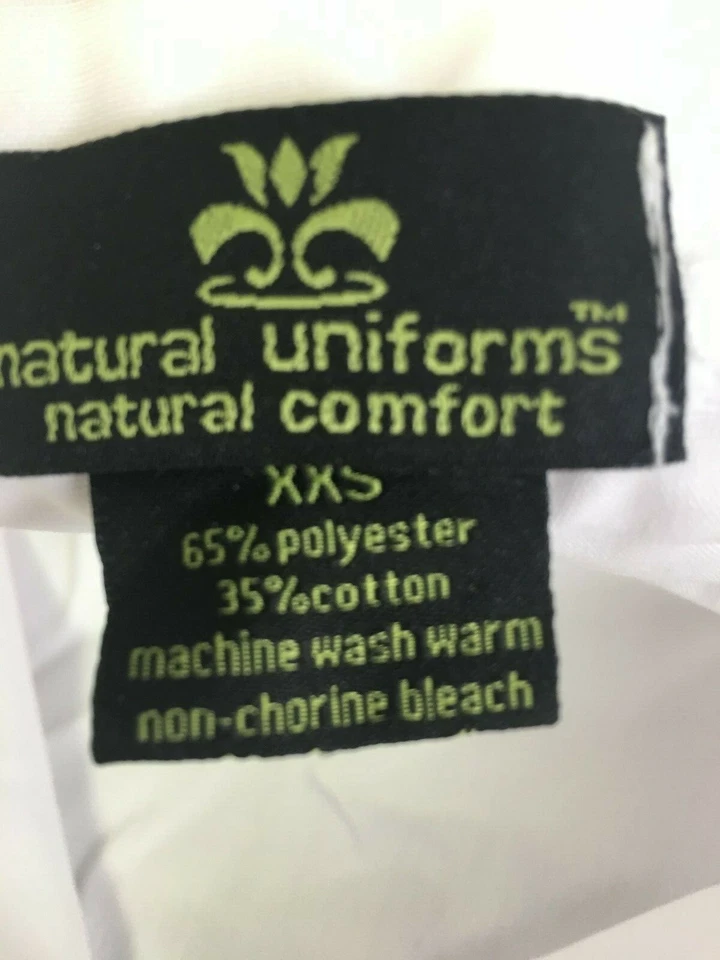 natural uniforms™
natural comfort
XXS
65% polyester
35% cotton
machine wash warm
non-chorine bleach